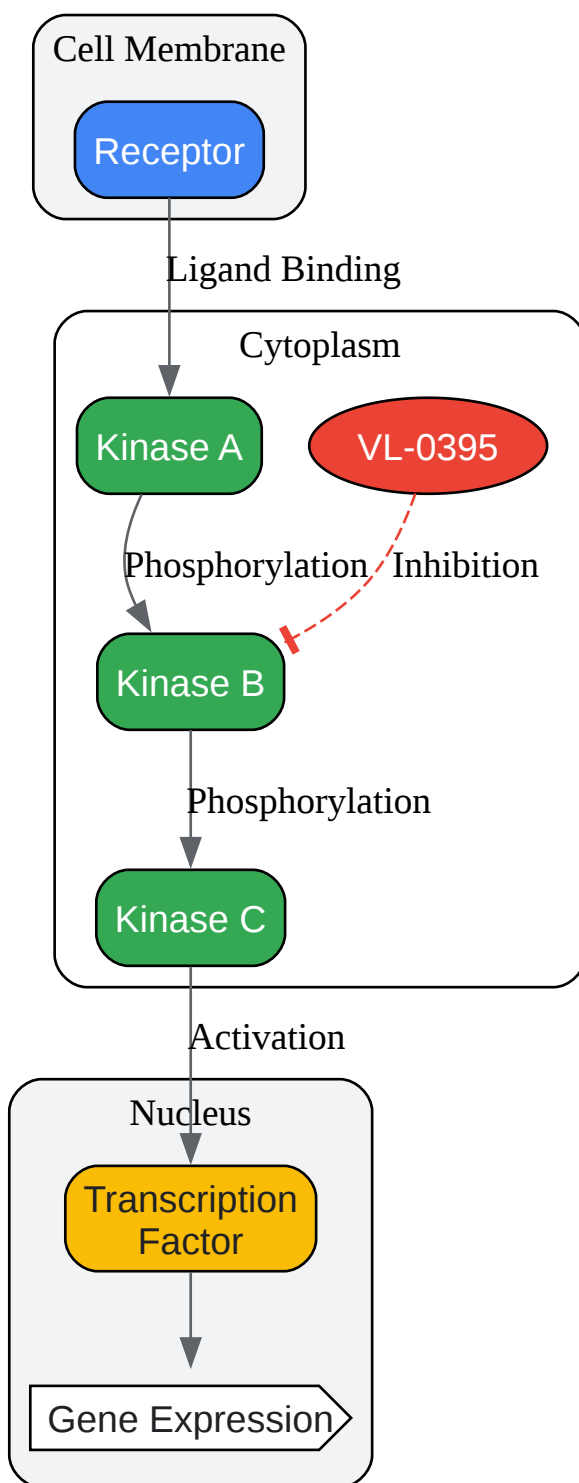 Cell Membrane
Receptor
Ligand Binding
Cytoplasm
Kinase A
VL-0395
Phosphorylation
Inhibition
Kinase B
Phosphorylation
Kinase C
Activation
Nucleus
Transcription
Factor
Gene Expression